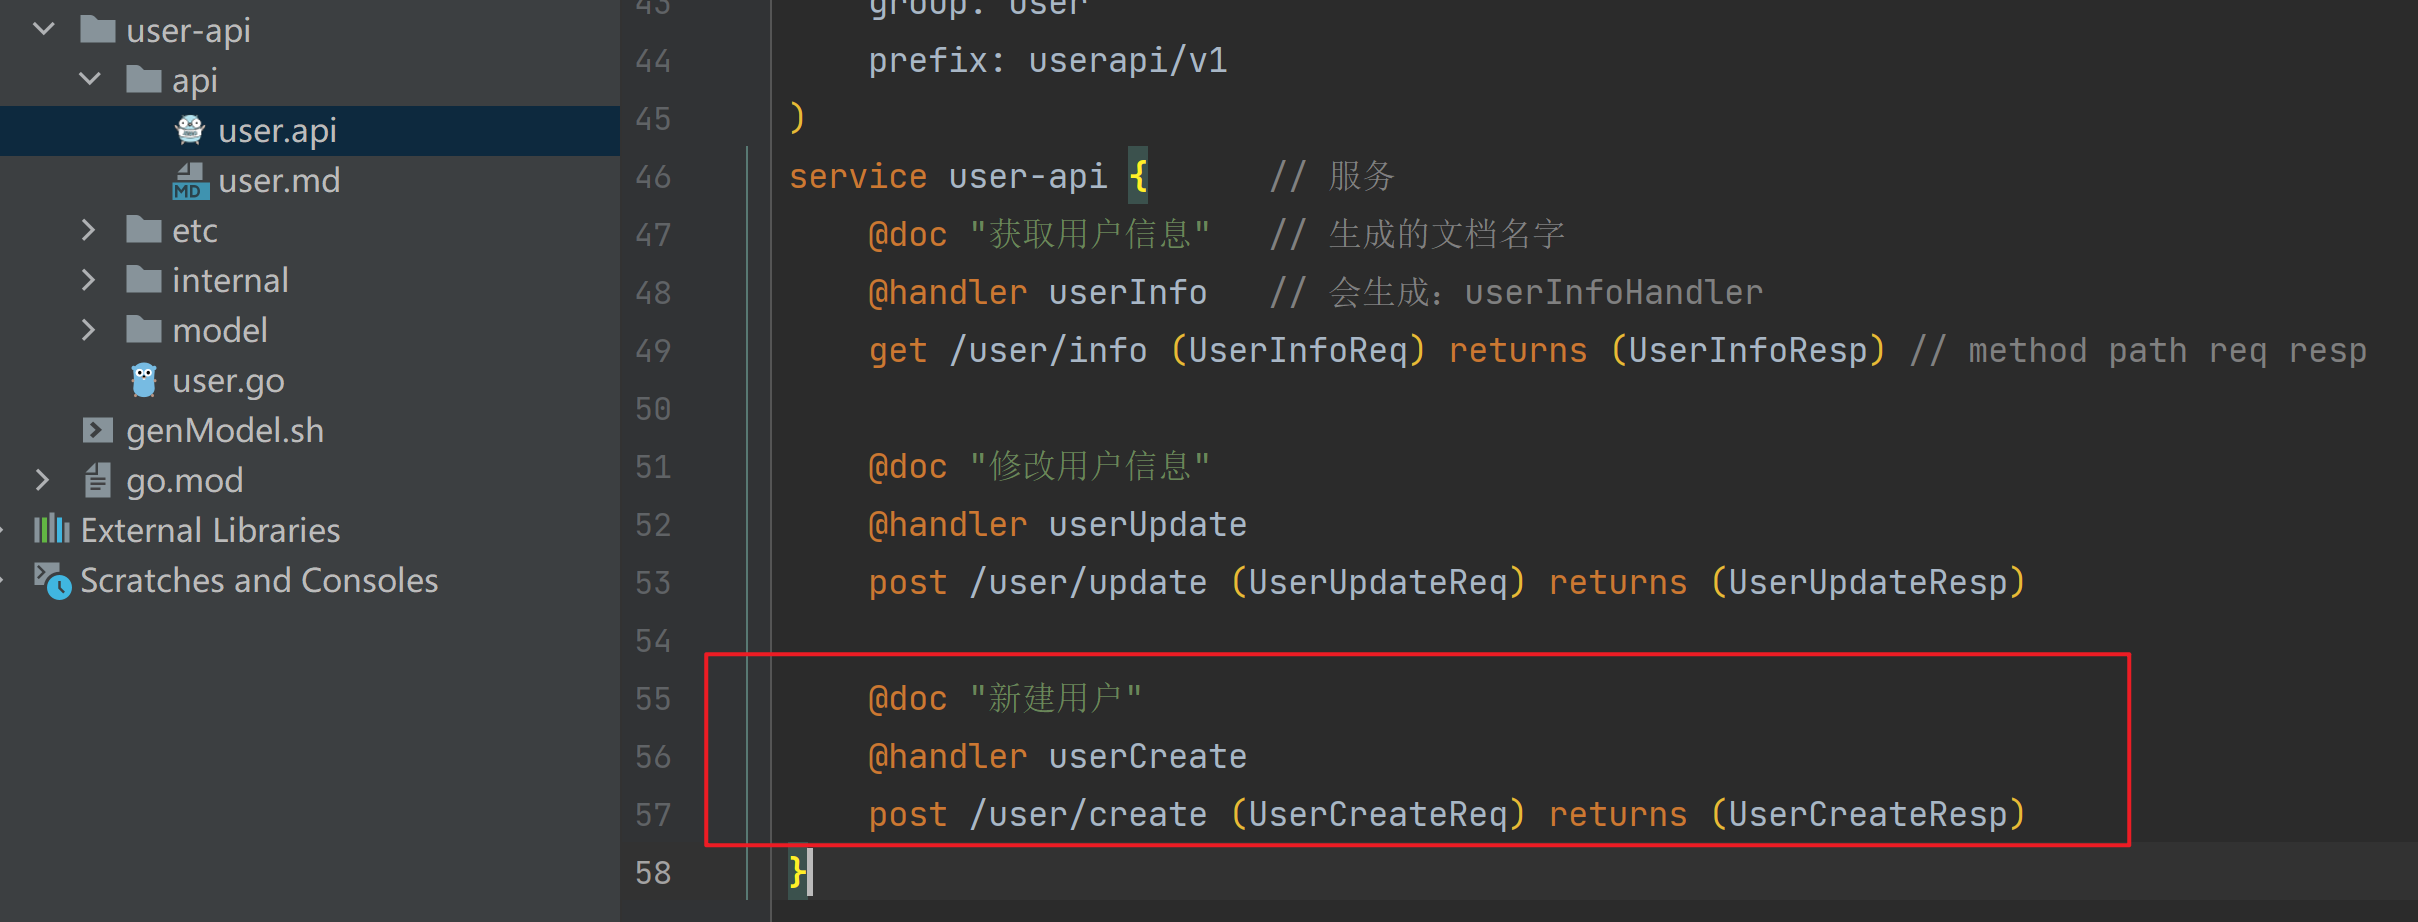 user-api
api
user.api
user.md
etc
internal
model
user.go
genModel.sh
go.mod
External Libraries
Scratches and Consoles
43 group: user
44 prefix: userapi/v1
45 )
46 service user-api { // 服务
47 @doc "获取用户信息" // 生成的文档名字
48 @handler userInfo // 会生成：userInfoHandler
49 get /user/info (UserInfoReq) returns (UserInfoResp) // method path req resp
50
51 @doc "修改用户信息"
52 @handler userUpdate
53 post /user/update (UserUpdateReq) returns (UserUpdateResp)
54
55 @doc "新建用户"
56 @handler userCreate
57 post /user/create (UserCreateReq) returns (UserCreateResp)
58 }